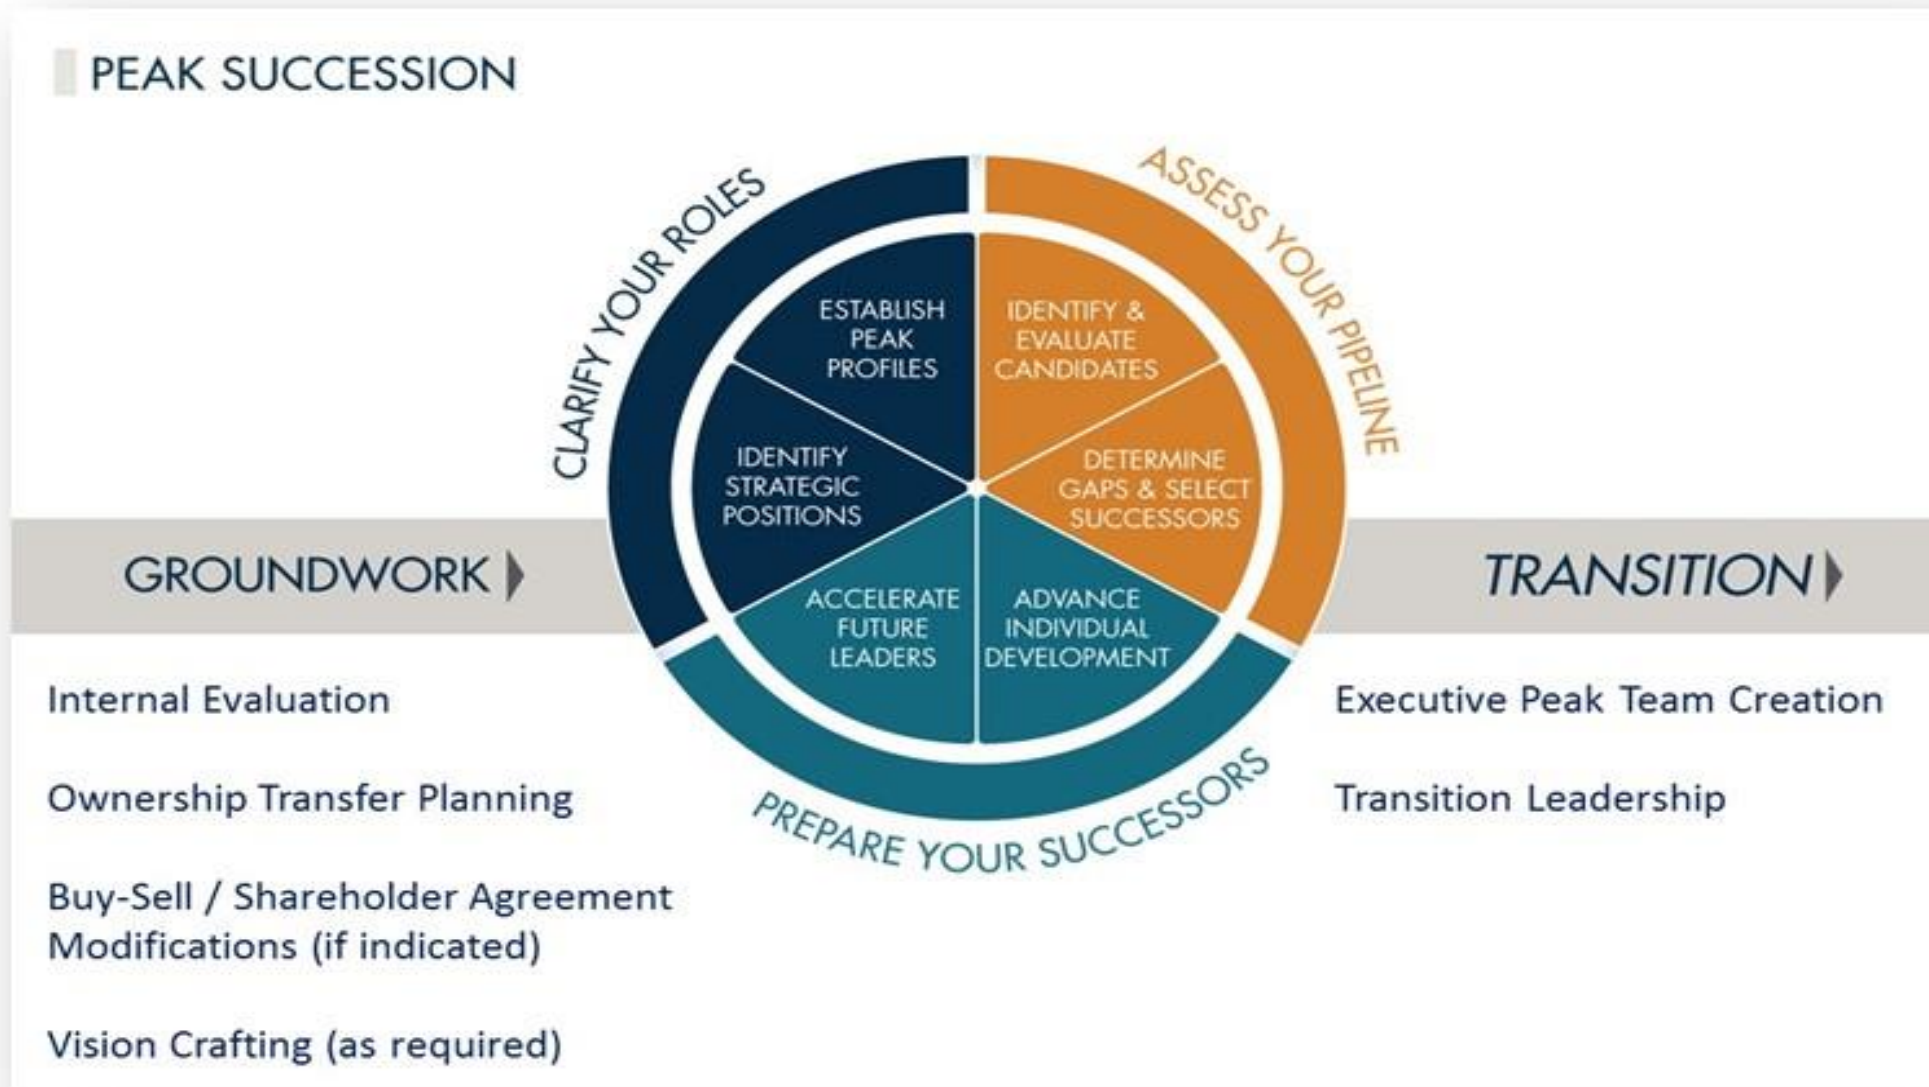 PEAK SUCCESSION
CLARIFY YOUR ROLES
ASSESS YOUR PIPELINE
ESTABLISH
PEAK
PROFILES
IDENTIFY &
EVALUATE
CANDIDATES
IDENTIFY
STRATEGIC
POSITIONS
DETERMINE
GAPS & SELECT
SUCCESSORS
ACCELERATE
FUTURE
LEADERS
ADVANCE
INDIVIDUAL
DEVELOPMENT
PREPARE YOUR SUCCESSORS
GROUNDWORK
Internal Evaluation
Ownership Transfer Planning
Buy-Sell / Shareholder Agreement
Modifications (if indicated)
Vision Crafting (as required)
TRANSITION
Executive Peak Team Creation
Transition Leadership